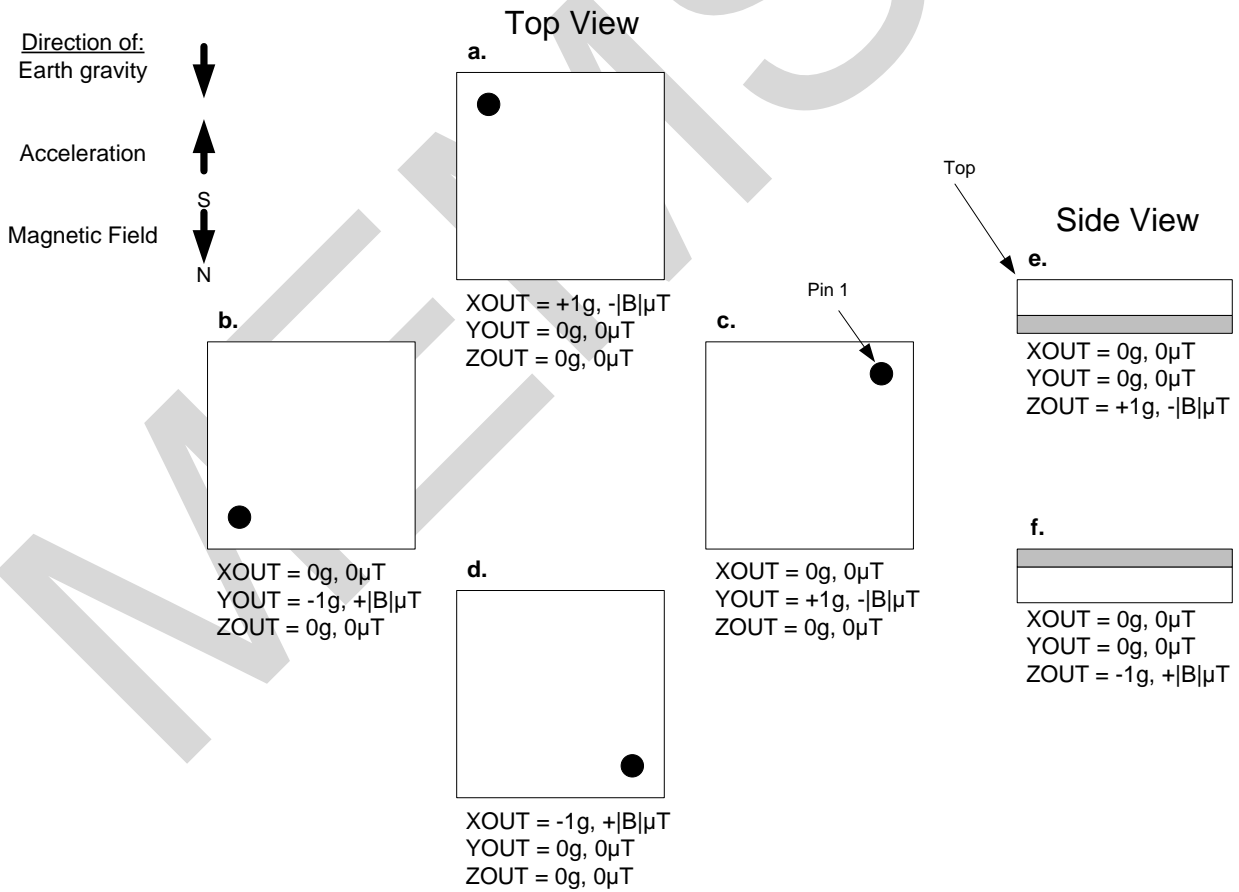 Top View
Direction of:
Earth gravity
Acceleration
S
Magnetic Field
N
a.
XOUT = +1g, -|B|µT
YOUT = 0g, 0µT
ZOUT = 0g, 0µT
b.
XOUT = 0g, 0µT
YOUT = -1g, +|B|µT
ZOUT = 0g, 0µT
Pin 1
c.
XOUT = 0g, 0µT
YOUT = +1g, -|B|µT
ZOUT = 0g, 0µT
d.
XOUT = -1g, +|B|µT
YOUT = 0g, 0µT
ZOUT = 0g, 0µT
Top
Side View
e.
XOUT = 0g, 0µT
YOUT = 0g, 0µT
ZOUT = +1g, -|B|µT
f.
XOUT = 0g, 0µT
YOUT = 0g, 0µT
ZOUT = -1g, +|B|µT
MEMS